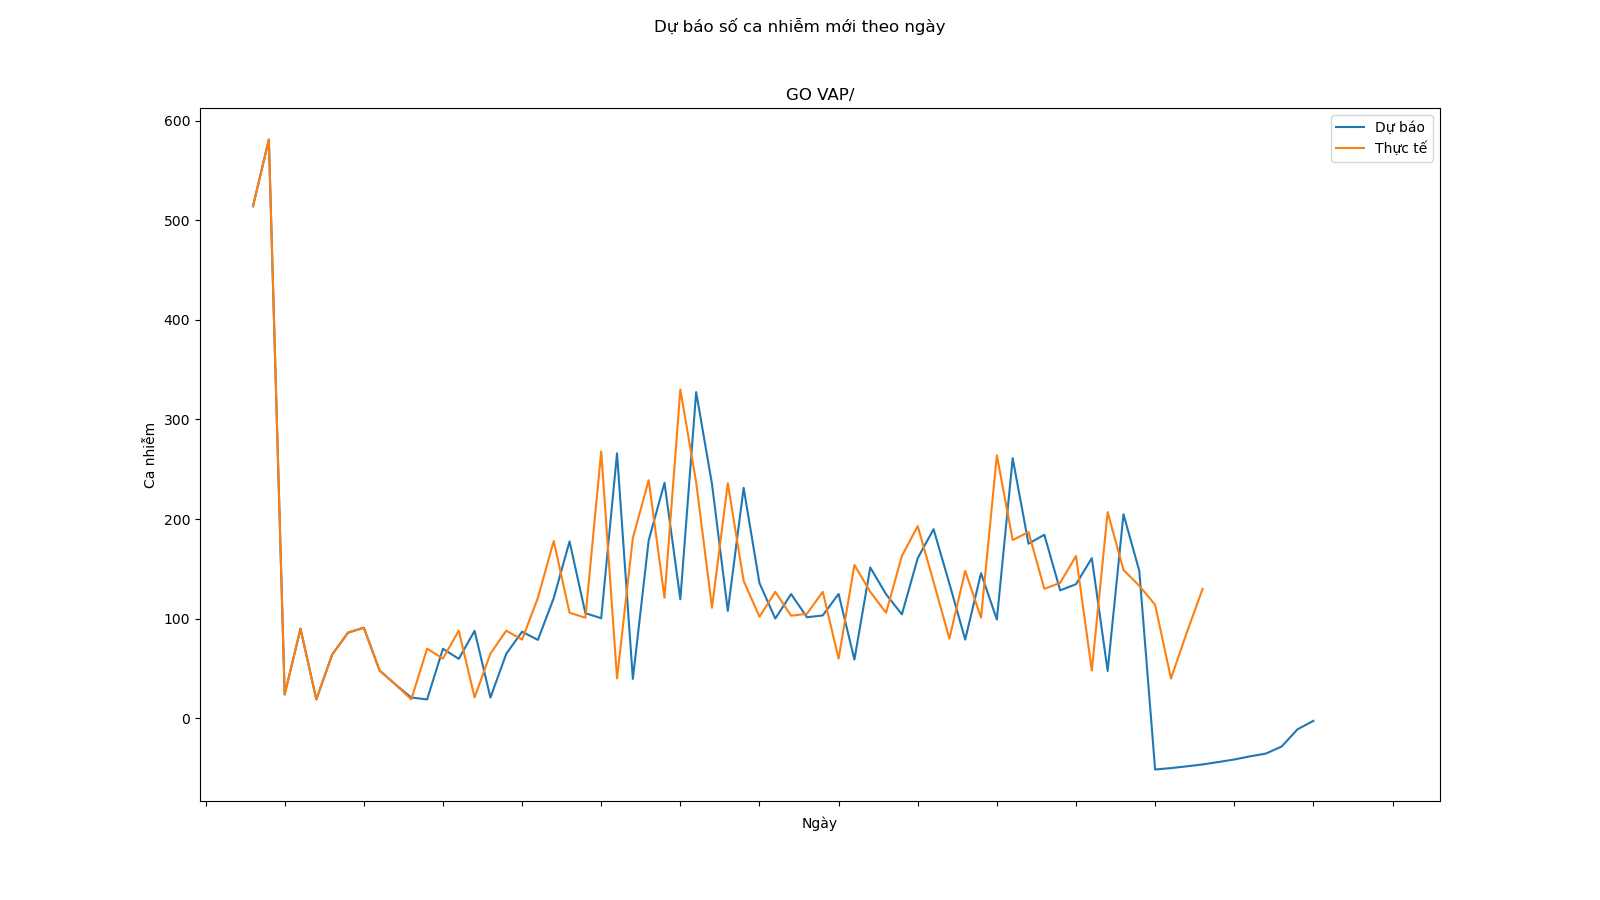 Dự báo số ca nhiễm mới theo ngày
GO VAP/
Dự báo
Thực tế
600
500
400
300
200
100
0
Ca nhiễm
Ngày